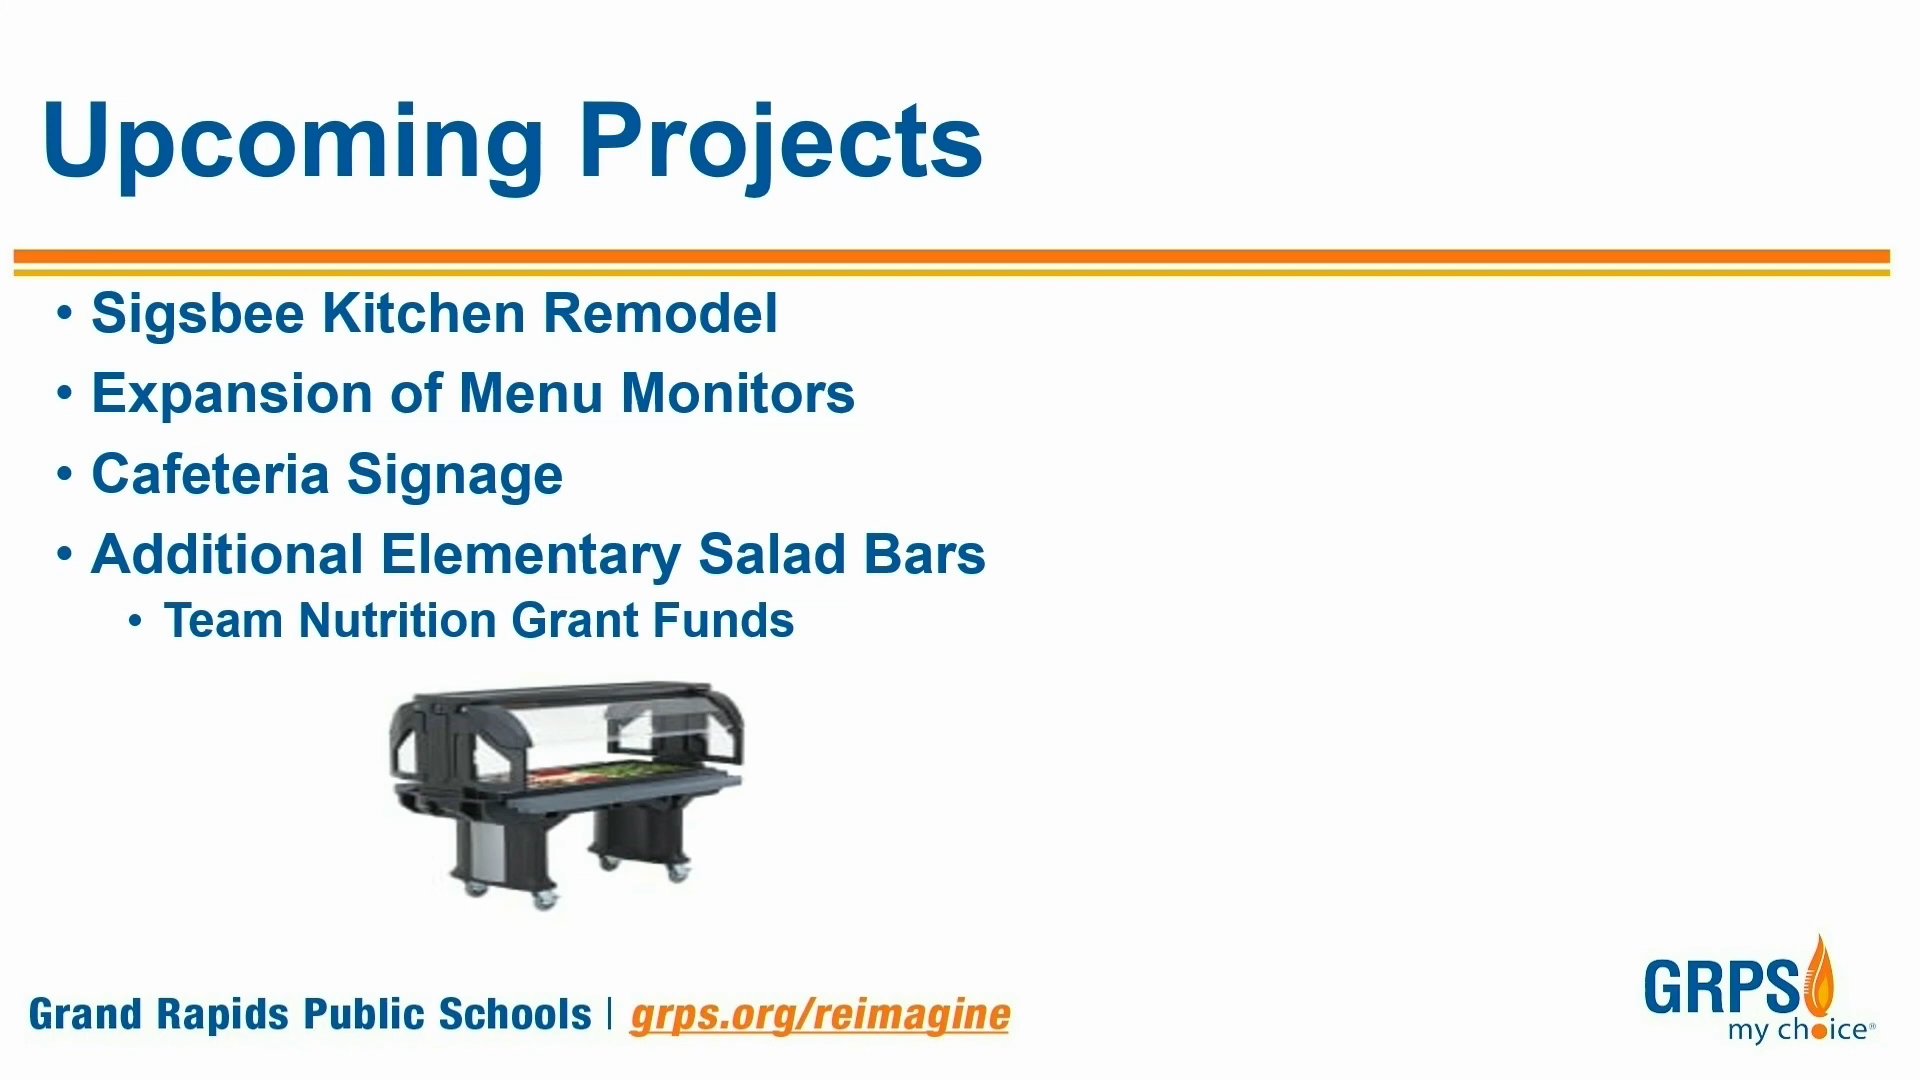 Upcoming Projects
• Sigsbee Kitchen Remodel
• Expansion of Menu Monitors
• Cafeteria Signage
• Additional Elementary Salad Bars
• Team Nutrition Grant Funds
Grand Rapids Public Schools | grps.org/reimagine
GRPS
my choice®